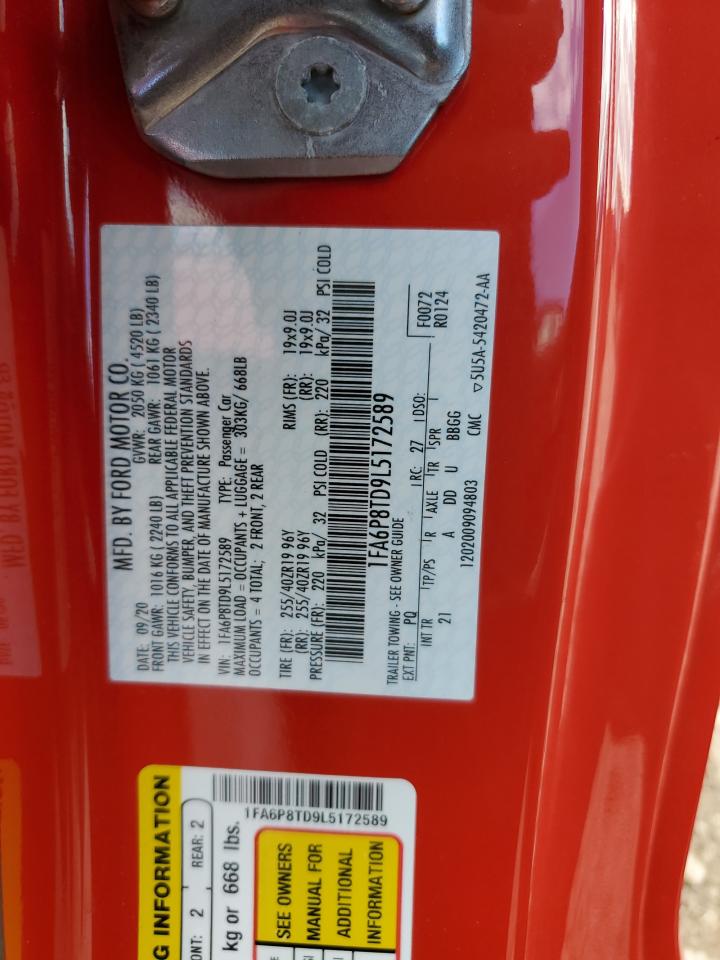 MFD. BY FORD MOTOR CO.
DATE: 09/20 GVWR: 2050 KG (4520 LB)
FRONT GAWR: 1016 KG (2240 LB) REAR GAWR: 1061 KG (2340 LB)
THIS VEHICLE CONFORMS TO ALL APPLICABLE FEDERAL MOTOR
VEHICLE SAFETY, BUMPER, AND THEFT PREVENTION STANDARDS
IN EFFECT ON THE DATE OF MANUFACTURE SHOWN ABOVE.
VIN: 1FA6P8TD9L5172589 TYPE: Passenger Car
MAXIMUM LOAD = OCCUPANTS + LUGGAGE = 303KG/ 668LB
OCCUPANTS = 4 TOTAL; 2 FRONT, 2 REAR
TIRE (FR): 255/40ZR19 96Y RIMS (FR): 19x9.0J
(RR): 255/40ZR19 96Y (RR): 19x9.0J
PRESSURE (FR): 220 kPa/ 32 PSI COLD (RR): 220 kPa/ 32 PSI COLD
1FA6P8TD9L5172589
TRAILER TOWING - SEE OWNER GUIDE
EXT PNT: PQ RC: 27 DSO: F0072
R0124
INT TR TP/PS R AXLE TR SPR
21 A DD U BBGG
1202009094803 CMC ▽5U5A-5420472-AA
G INFORMATION
ONT: 2 REAR: 2
kg or 668 lbs.
1FA6P8TD9L5172589
SEE OWNERS
MANUAL FOR
ADDITIONAL
INFORMATION